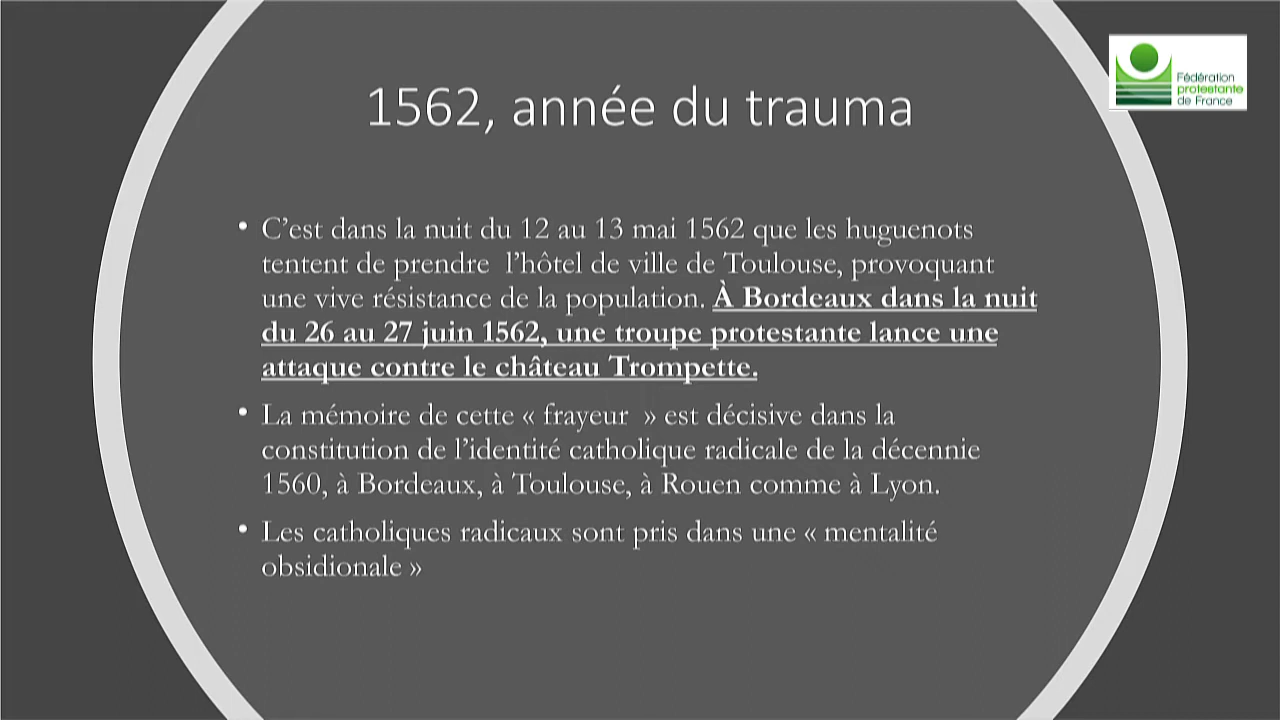 Fédération
protestante
de France
1562, année du trauma
• C’est dans la nuit du 12 au 13 mai 1562 que les huguenots
tentent de prendre  l’hôtel de ville de Toulouse, provoquant
une vive résistance de la population. À Bordeaux dans la nuit
du 26 au 27 juin 1562, une troupe protestante lance une
attaque contre le château Trompette.
• La mémoire de cette « frayeur  » est décisive dans la
constitution de l’identité catholique radicale de la décennie
1560, à Bordeaux, à Toulouse, à Rouen comme à Lyon.
• Les catholiques radicaux sont pris dans une « mentalité
obsidionale »